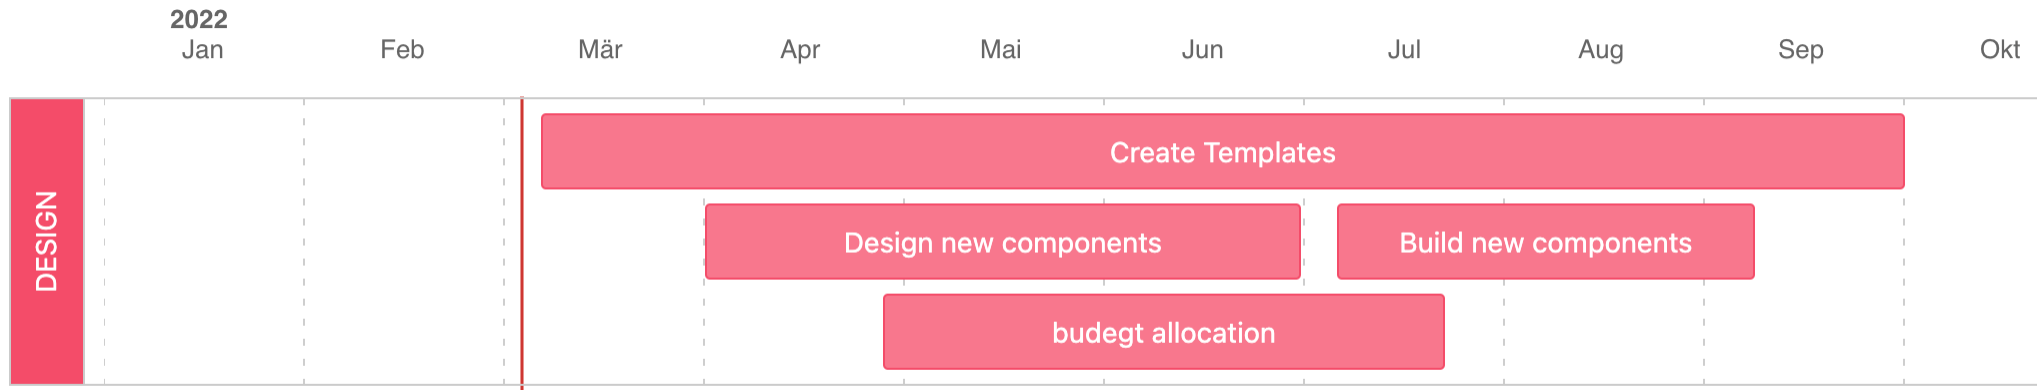 2022
Jan Feb Mär Apr Mai Jun Jul Aug Sep Okt
DESIGN
Create Templates
Design new components Build new components
budegt allocation